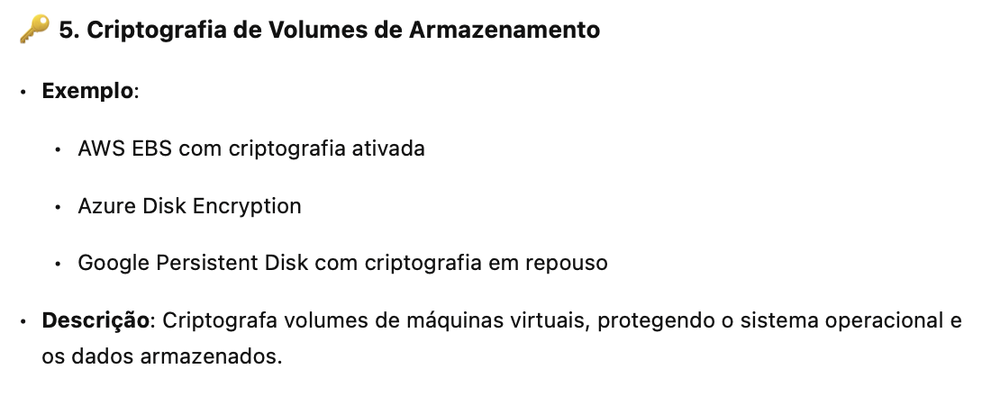 🔑 5. Criptografia de Volumes de Armazenamento
• Exemplo:
• AWS EBS com criptografia ativada
• Azure Disk Encryption
• Google Persistent Disk com criptografia em repouso
• Descrição: Criptografa volumes de máquinas virtuais, protegendo o sistema operacional e
os dados armazenados.